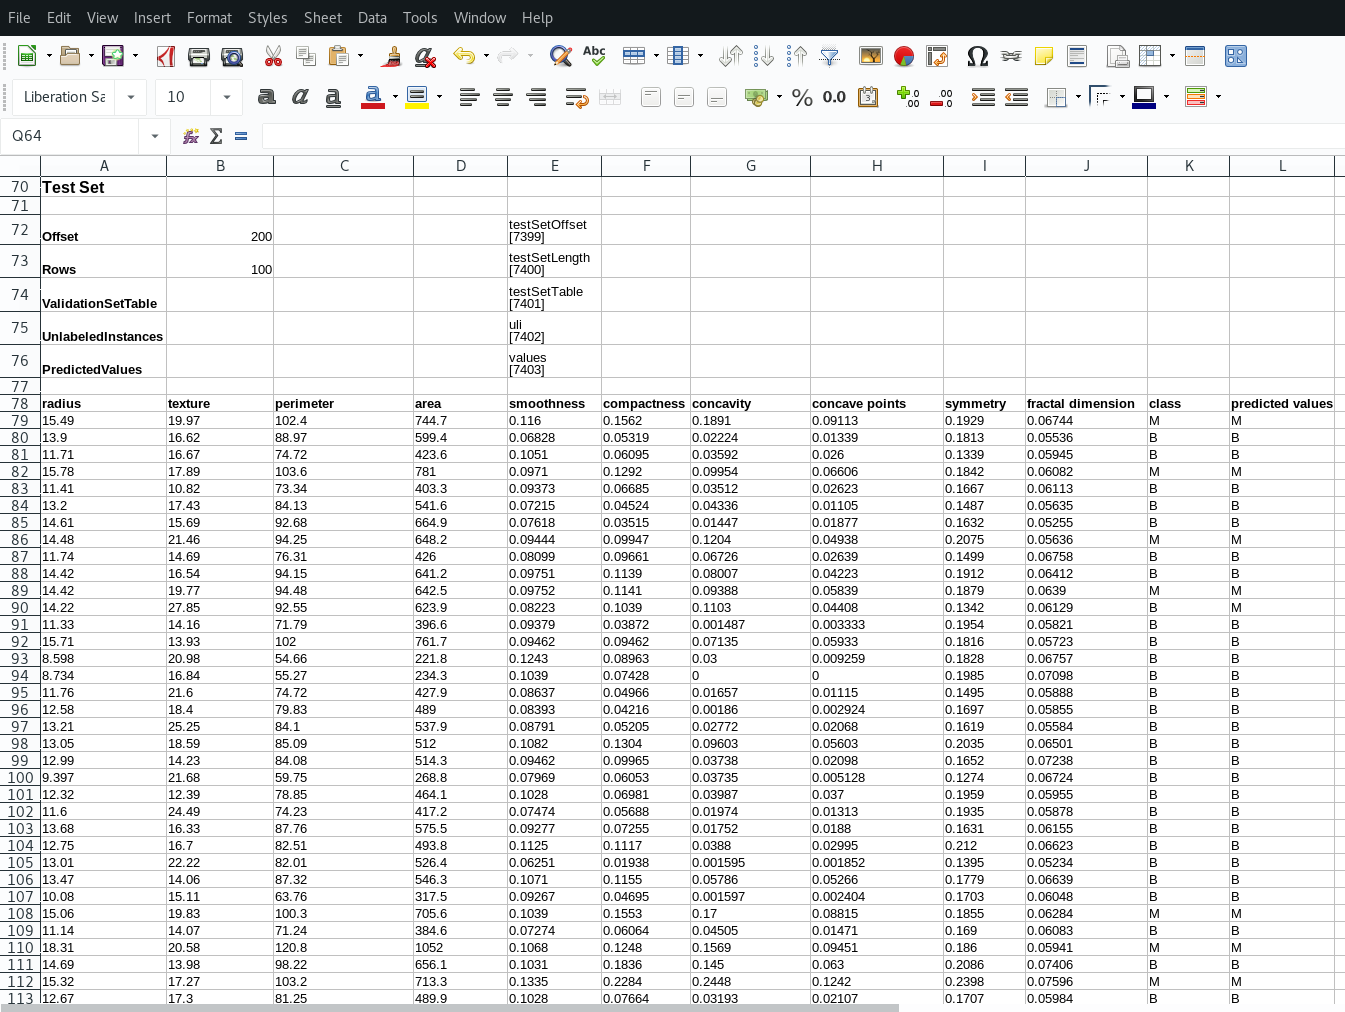 File Edit View Insert Format Styles Sheet Data Tools Window Help
Abc
Liberation Sa 10 a a a a % 0.0
Q64
A B C D E F G H I J K L
70 Test Set
71
72 Offset 200 testSetOffset [7399]
73 Rows 100 testSetLength [7400]
74 ValidationSetTable testSetTable [7401]
75 UnlabeledInstances uli [7402]
76 PredictedValues values [7403]
77
78 radius texture perimeter area smoothness compactness concavity concave points symmetry fractal dimension class predicted values
79 15.49 19.97 102.4 744.7 0.116 0.1562 0.1891 0.09113 0.1929 0.06744 M M
80 13.9 16.62 88.97 599.4 0.06828 0.05319 0.02224 0.01339 0.1813 0.05536 B B
81 11.71 16.67 74.72 423.6 0.1051 0.06095 0.03592 0.026 0.1339 0.05945 B B
82 15.78 17.89 103.6 781 0.0971 0.1292 0.09954 0.06606 0.1842 0.06082 M M
83 11.41 10.82 73.34 403.3 0.09373 0.06685 0.03512 0.02623 0.1667 0.06113 B B
84 13.2 17.43 84.13 541.6 0.07215 0.04524 0.04336 0.01105 0.1487 0.05635 B B
85 14.61 15.69 92.68 664.9 0.07618 0.03515 0.01447 0.01877 0.1632 0.05255 B B
86 14.48 21.46 94.25 648.2 0.09444 0.09947 0.1204 0.04938 0.2075 0.05636 M M
87 11.74 14.69 76.31 426 0.08099 0.09661 0.06726 0.02639 0.1499 0.06758 B B
88 14.42 16.54 94.15 641.2 0.09751 0.1139 0.08007 0.04223 0.1912 0.06412 B B
89 14.42 19.77 94.48 642.5 0.09752 0.1141 0.09388 0.05839 0.1879 0.0639 M M
90 14.22 27.85 92.55 623.9 0.08223 0.1039 0.1103 0.04408 0.1342 0.06129 B M
91 11.33 14.16 71.79 396.6 0.09379 0.03872 0.001487 0.003333 0.1954 0.05821 B B
92 15.71 13.93 102 761.7 0.09462 0.09462 0.07135 0.05933 0.1816 0.05723 B B
93 8.598 20.98 54.66 221.8 0.1243 0.08963 0.03 0.009259 0.1828 0.06757 B B
94 8.734 16.84 55.27 234.3 0.1039 0.07428 0 0 0.1985 0.07098 B B
95 11.76 21.6 74.72 427.9 0.08637 0.04966 0.01657 0.01115 0.1495 0.05888 B B
96 12.58 18.4 79.83 489 0.08393 0.04216 0.00186 0.002924 0.1697 0.05855 B B
97 13.21 25.25 84.1 537.9 0.08791 0.05205 0.02772 0.02068 0.1619 0.05584 B B
98 13.05 18.59 85.09 512 0.1082 0.1304 0.09603 0.05603 0.2035 0.06501 B B
99 12.99 14.23 84.08 514.3 0.09462 0.09965 0.03738 0.02098 0.1652 0.07238 B B
100 9.397 21.68 59.75 268.8 0.07969 0.06053 0.03735 0.005128 0.1274 0.06724 B B
101 12.32 12.39 78.85 464.1 0.1028 0.06981 0.03987 0.037 0.1959 0.05955 B B
102 11.6 24.49 74.23 417.2 0.07474 0.05688 0.01974 0.01313 0.1935 0.05878 B B
103 13.68 16.33 87.76 575.5 0.09277 0.07255 0.01752 0.0188 0.1631 0.06155 B B
104 12.75 16.7 82.51 493.8 0.1125 0.1117 0.0388 0.02995 0.212 0.06623 B B
105 13.01 22.22 82.01 526.4 0.06251 0.01938 0.001595 0.001852 0.1395 0.05234 B B
106 13.47 14.06 87.32 546.3 0.1071 0.1155 0.05786 0.05266 0.1779 0.06639 B B
107 10.08 15.11 63.76 317.5 0.09267 0.04695 0.001597 0.002404 0.1703 0.06048 B B
108 15.06 19.83 100.3 705.6 0.1039 0.1553 0.17 0.08815 0.1855 0.06284 M M
109 11.14 14.07 71.24 384.6 0.07274 0.06064 0.04505 0.01471 0.169 0.06083 B B
110 18.31 20.58 120.8 1052 0.1068 0.1248 0.1569 0.09451 0.186 0.05941 M M
111 14.69 13.98 98.22 656.1 0.1031 0.1836 0.145 0.063 0.2086 0.07406 B B
112 15.32 17.27 103.2 713.3 0.1335 0.2284 0.2448 0.1242 0.2398 0.07596 M M
113 12.67 17.3 81.25 489.9 0.1028 0.07664 0.03193 0.02107 0.1707 0.05984 B B